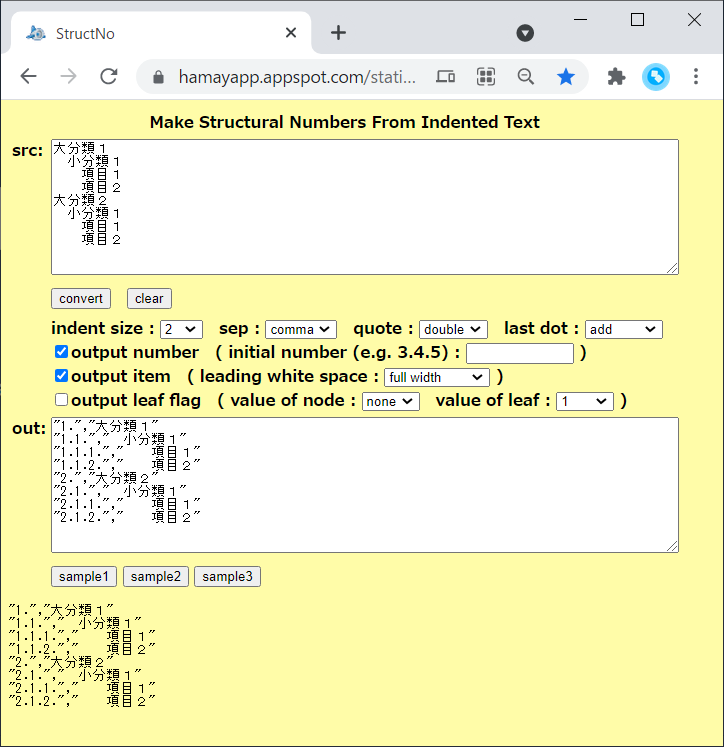 StructNo
hamayapp.appspot.com/stati...
Make Structural Numbers From Indented Text
src:
大分類１
　小分類１
　　項目１
　　項目２
大分類２
　小分類１
　　項目１
　　項目２
convert clear
indent size : 2 sep : comma quote : double last dot : add
output number ( initial number (e.g. 3.4.5) : )
output item ( leading white space : full width )
output leaf flag ( value of node : none value of leaf : 1 )
out:
"1.","大分類１"
"1.1.","　小分類１"
"1.1.1.","　　項目１"
"1.1.2.","　　項目２"
"2.","大分類２"
"2.1.","　小分類１"
"2.1.1.","　　項目１"
"2.1.2.","　　項目２"
sample1 sample2 sample3
"1.","大分類１"
"1.1.","　小分類１"
"1.1.1.","　　項目１"
"1.1.2.","　　項目２"
"2.","大分類２"
"2.1.","　小分類１"
"2.1.1.","　　項目１"
"2.1.2.","　　項目２"